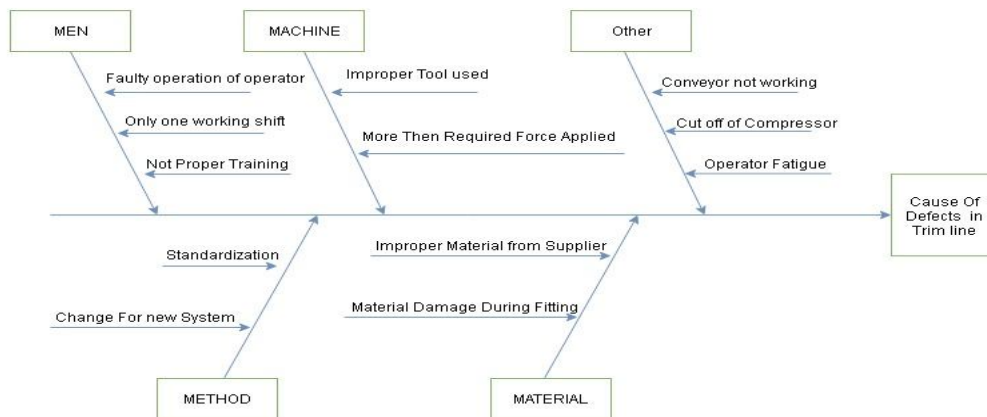 MEN
MACHINE
Other
Faulty operation of operator
Only one working shift
Not Proper Training
Improper Tool used
More Then Required Force Applied
Conveyor not working
Cut off of Compressor
Operator Fatigue
Cause Of
Defects in
Trim line
Standardization
Change For new System
Improper Material from Supplier
Material Damage During Fitting
METHOD
MATERIAL